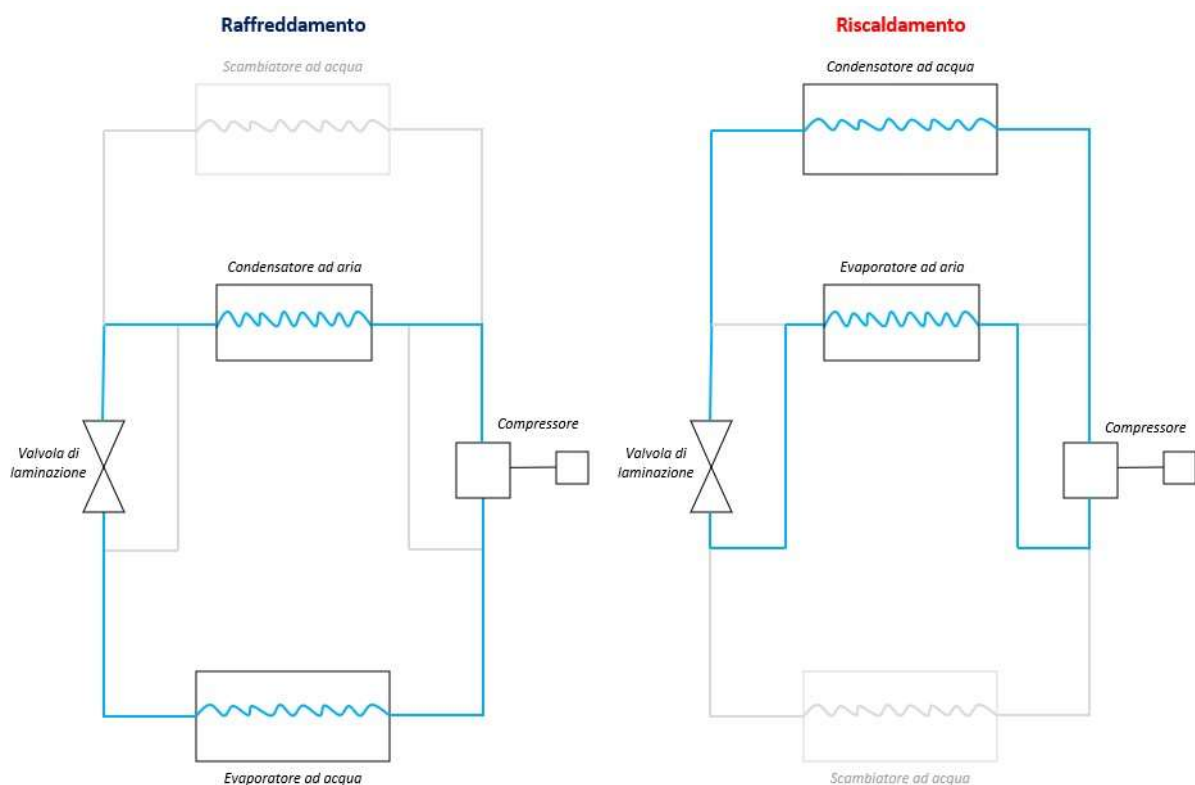 Raffreddamento
Scambiatore ad acqua
Condensatore ad aria
Compressore
Valvola di
laminazione
Evaporatore ad acqua
Riscaldamento
Condensatore ad acqua
Evaporatore ad aria
Compressore
Valvola di
laminazione
Scambiatore ad acqua